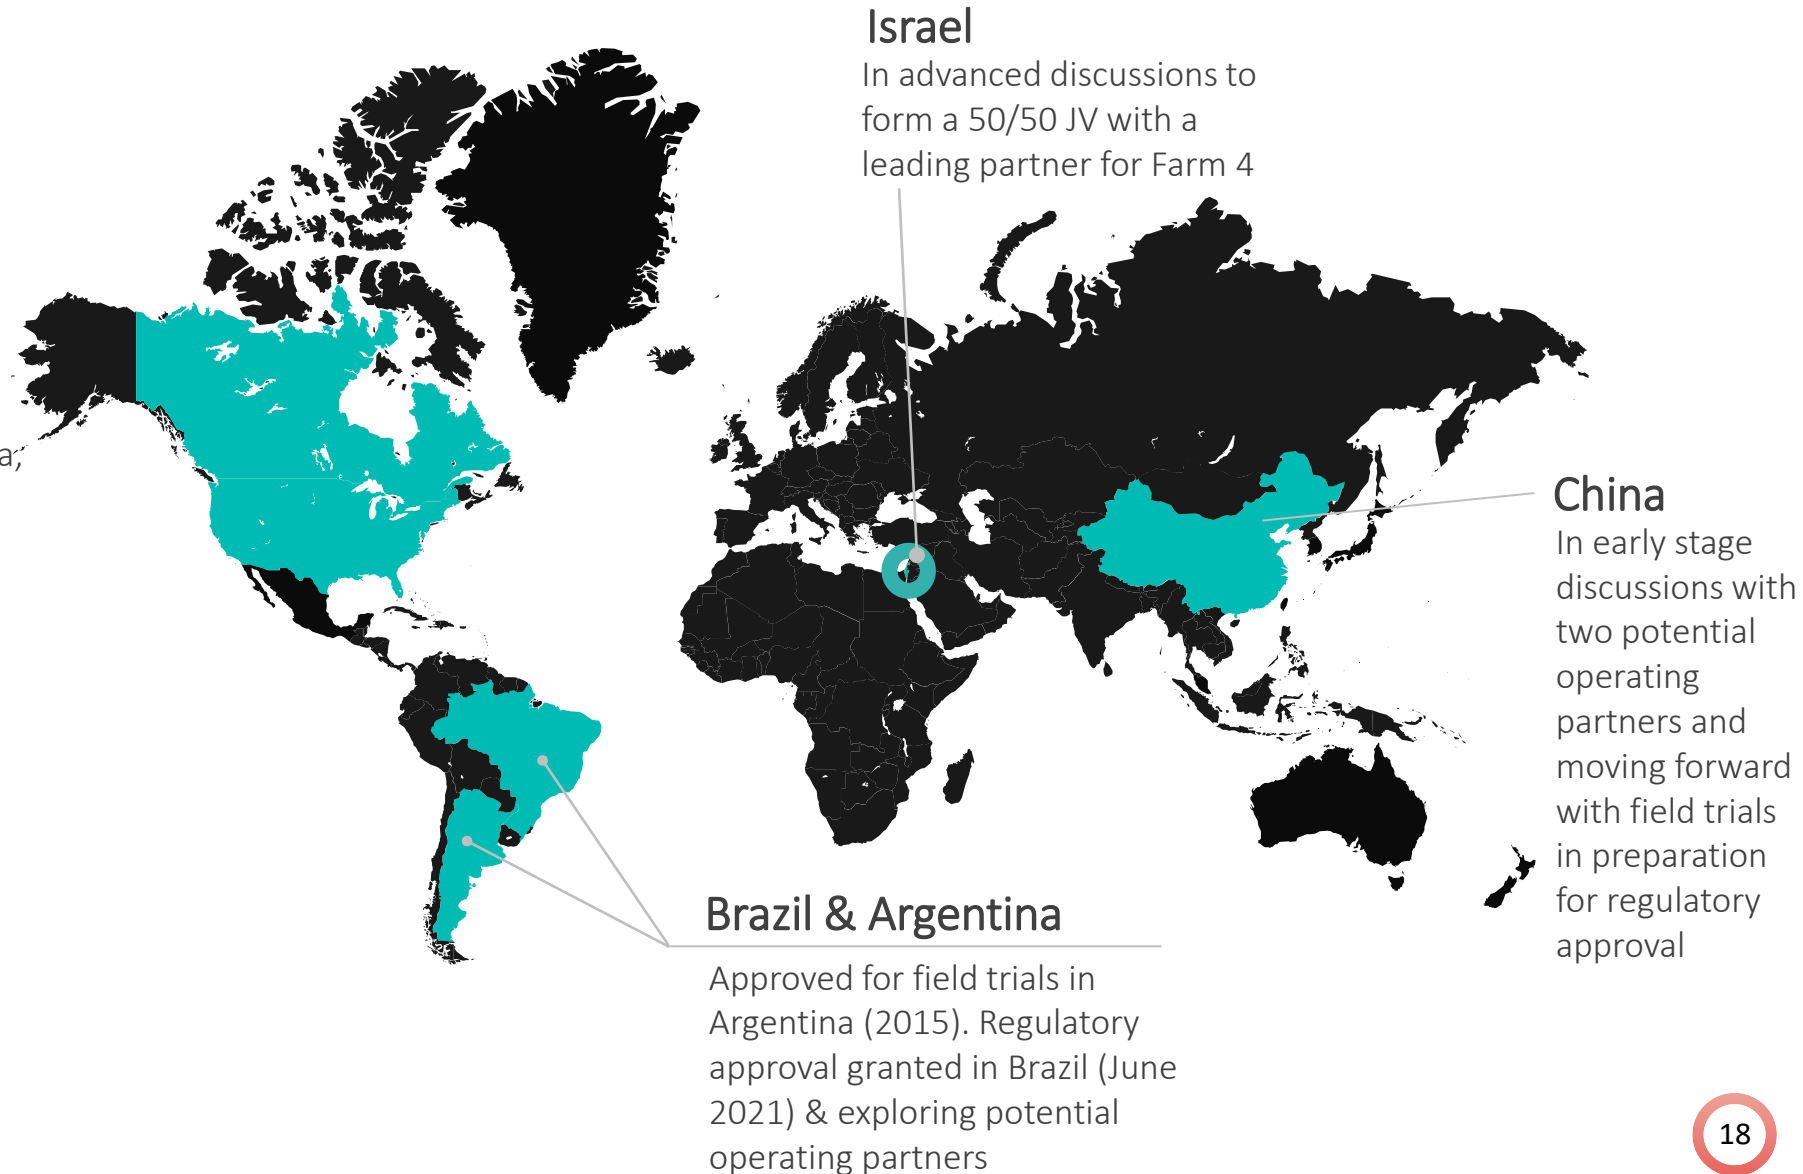 Israel
In advanced discussions to
form a 50/50 JV with a
leading partner for Farm 4
a,
China
In early stage
discussions with
two potential
operating
partners and
moving forward
with field trials
in preparation
for regulatory
approval
Brazil & Argentina
Approved for field trials in
Argentina (2015). Regulatory
approval granted in Brazil (June
2021) & exploring potential
operating partners
18